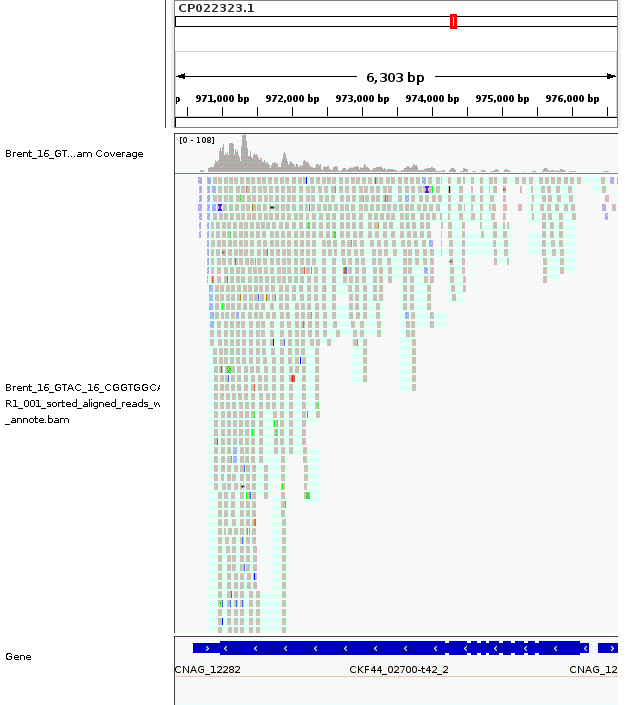 CP022323.1
6,303 bp
p 971,000 bp 972,000 bp 973,000 bp 974,000 bp 975,000 bp 976,000 bp
[0 - 108]
Brent_16_GT...am Coverage
Brent_16_GTAC_16_CGGTGGCA
R1_001_sorted_aligned_reads_w
_annote.bam
Gene
CNAG_12282 CKF44_02700-t42_2 CNAG_12